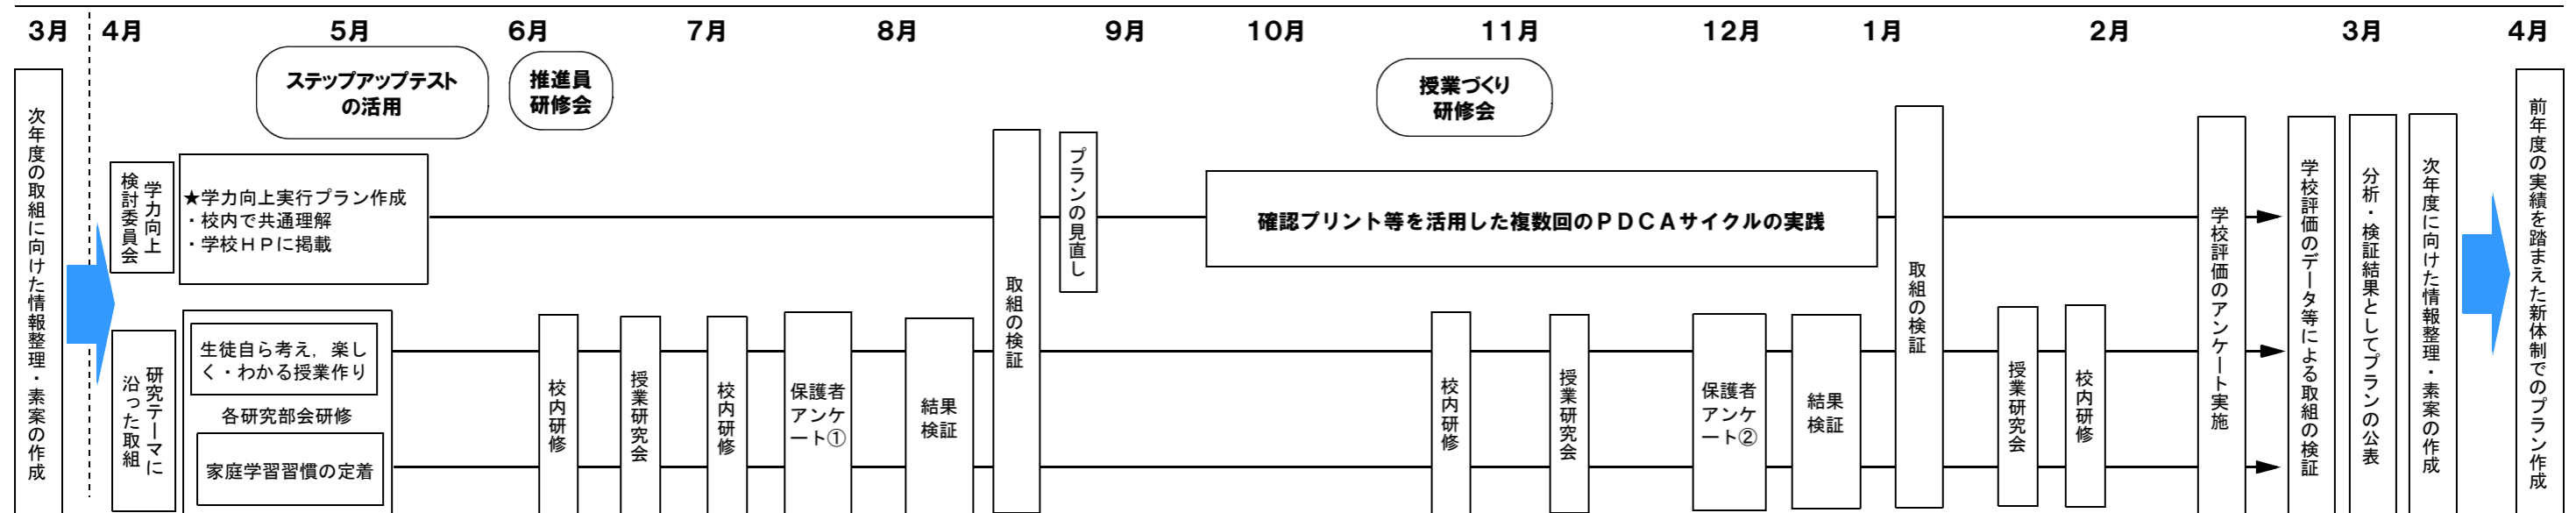 3月
4月
5月
6月
7月
8月
9月
10月
11月
12月
1月
2月
3月
4月
ステップアップテスト
の活用
推進員
研修会
授業づくり
研修会
次年度の取組に向けた情報整理・素案の作成
学力向上
検討委員会
★学力向上実行プラン作成
・校内で共通理解
・学校ＨＰに掲載
研究テーマに
沿った取組
生徒自ら考え，楽し
く・わかる授業作り
各研究部会研修
家庭学習習慣の定着
校内研修
授業研究会
校内研修
保護者
アンケ
ート①
結果
検証
取組の検証
プランの見直し
確認プリント等を活用した複数回のＰＤＣＡサイクルの実践
校内研修
授業研究会
保護者
アンケ
ート②
結果
検証
取組の検証
授業研究会
校内研修
学校評価のアンケート実施
学校評価のデータ等による取組の検証
分析・検証結果としてプランの公表
次年度に向けた情報整理・素案の作成
前年度の実績を踏まえた新体制でのプラン作成